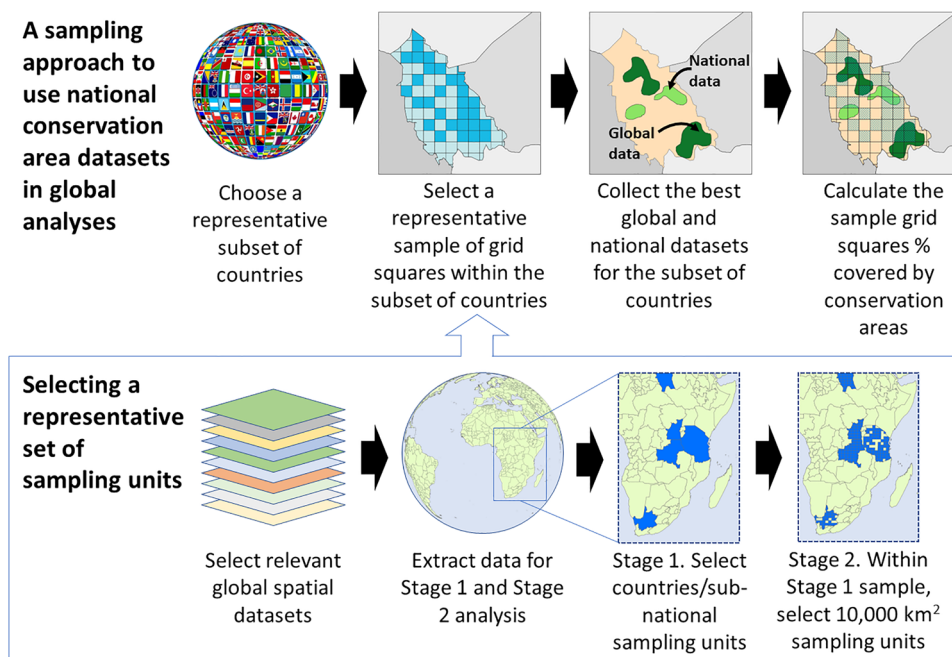 A sampling
approach to
use national
conservation
area datasets
in global
analyses
Choose a
representative
subset of
countries
Select a
representative
sample of grid
squares within the
subset of countries
National
data
Global
data
Collect the best
global and
national datasets
for the subset of
countries
Calculate the
sample grid
squares %
covered by
conservation
areas
Selecting a
representative
set of
sampling units
Select relevant
global spatial
datasets
Extract data for
Stage 1 and Stage
2 analysis
Stage 1. Select
countries/sub-
national
sampling units
Stage 2. Within
Stage 1 sample,
select 10,000 km²
sampling units